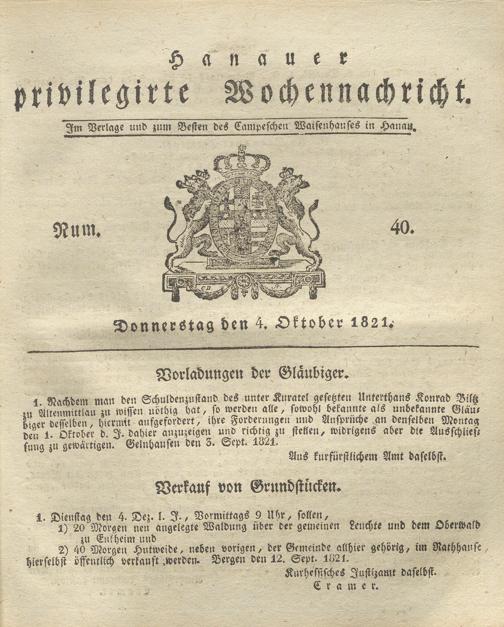 Hanauer
privilegirte Wochennachricht.
Im Verlage und zum Besten des Campeschen Waisenhauses in Hanau.
Num. 40.
Donnerstag den 4. Oktober 1821.
Vorladungen der Gläubiger.
1. Nachdem man den Schuldenzustand des unter Kuratel gesetzten Unterthans Konrad Biltz
zu Altenmittlau zu wissen nöthig hat, so werden alle, sowohl bekannte als unbekannte Gläu-
biger desselben, hiermit aufgefordert, ihre Forderungen und Ansprüche an denselben Montag
den 1. Oktober d. J. dahier anzuzeigen und richtig zu stellen, widrigens aber die Ausschlies-
sung zu gewärtigen. Gelnhausen den 3. Sept. 1821.
Aus kurfürstlichem Amt daselbst.
Verkauf von Grundstücken.
1. Dienstag den 4. Dez. l. J., Vormittags 9 Uhr, sollen,
1) 20 Morgen neu angelegte Waldung über der gemeinen Leuchte und dem Oberwald
zu Enkheim und
2) 40 Morgen Hutweide, neben vorigen, der Gemeinde allhier gehörig, im Rathhause
hierselbst öffentlich verkauft werden. Bergen den 12. Sept. 1821.
Kurhessisches Justizamt daselbst.
Cramer.